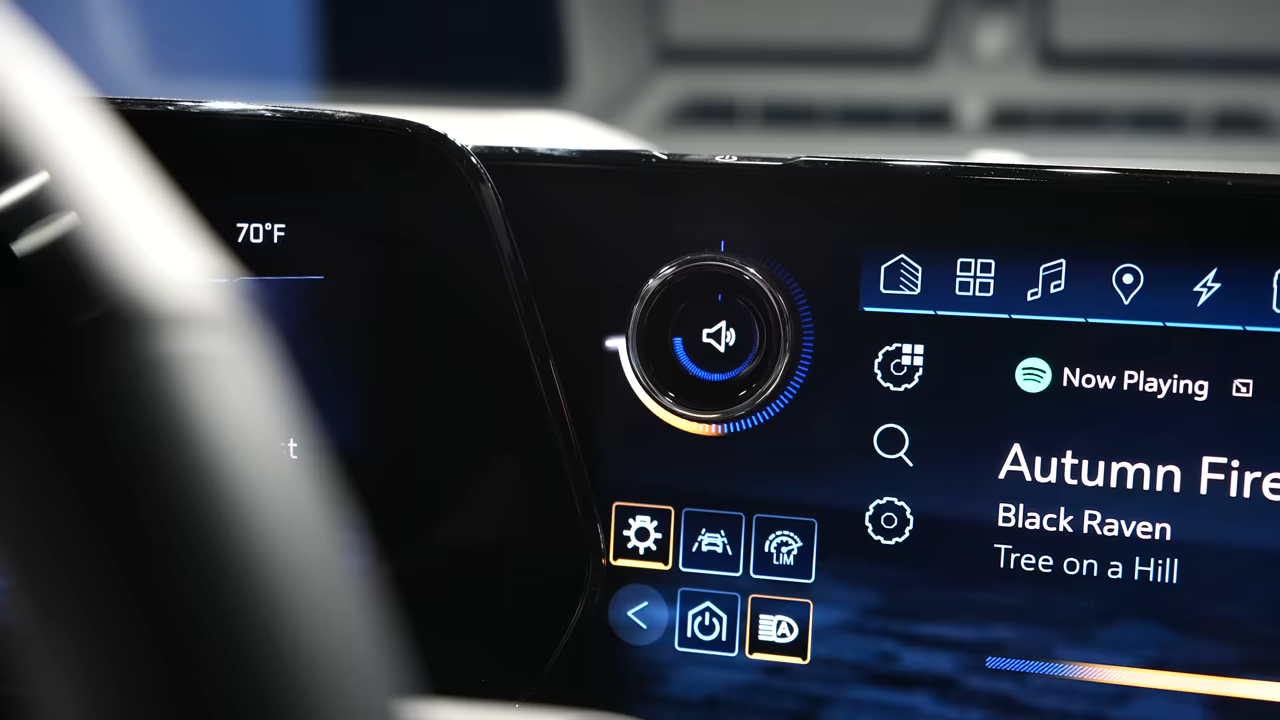 70°F
t
Now Playing
Autumn Fire
Black Raven
Tree on a Hill
LIM
A